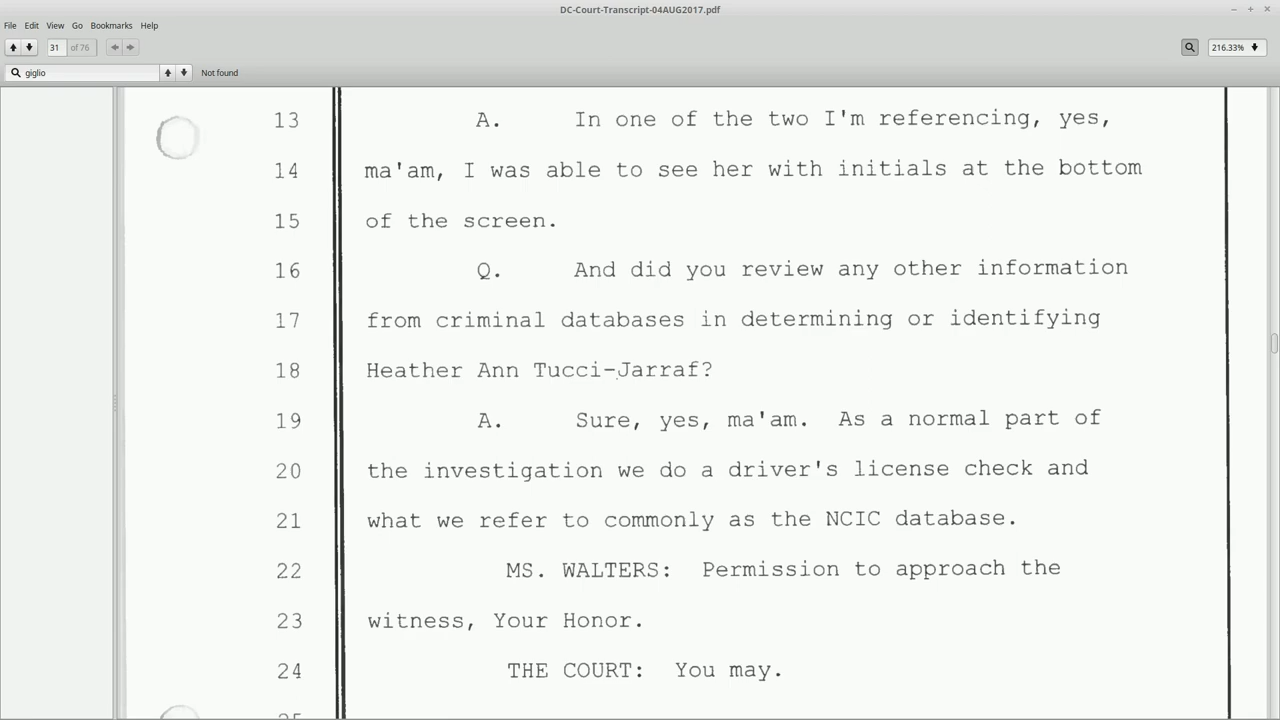 DC-Court-Transcript-04AUG2017.pdf
File Edit View Go Bookmarks Help
31 of 76 216.33%
giglio Not found
13 A. In one of the two I'm referencing, yes,
14 ma'am, I was able to see her with initials at the bottom
15 of the screen.
16 Q. And did you review any other information
17 from criminal databases in determining or identifying
18 Heather Ann Tucci-Jarraf?
19 A. Sure, yes, ma'am. As a normal part of
20 the investigation we do a driver's license check and
21 what we refer to commonly as the NCIC database.
22 MS. WALTERS: Permission to approach the
23 witness, Your Honor.
24 THE COURT: You may.